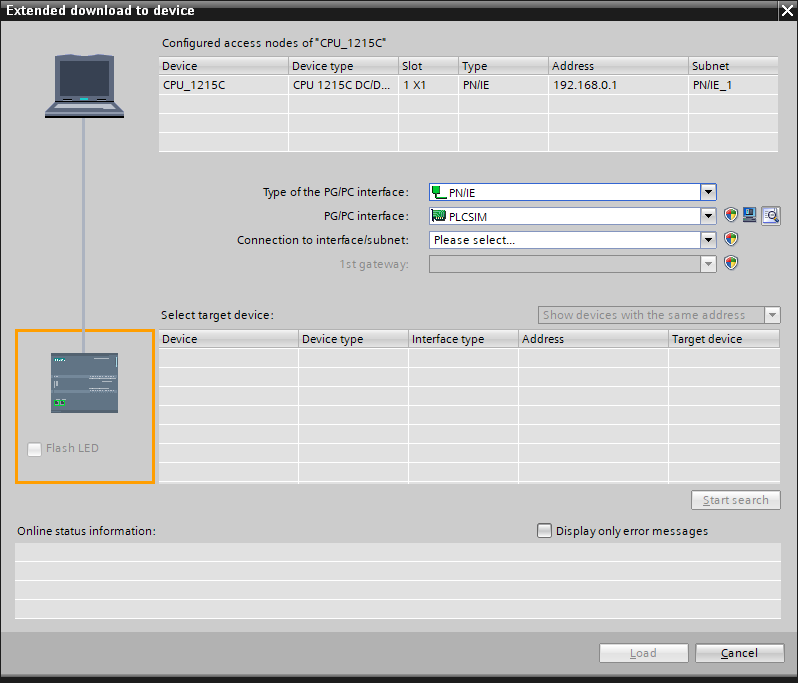 Extended download to device
Configured access nodes of "CPU_1215C"
Device Device type Slot Type Address Subnet
CPU_1215C CPU 1215C DC/D... 1 X1 PN/IE 192.168.0.1 PN/IE_1
Type of the PG/PC interface: PN/IE
PG/PC interface: PLCSIM
Connection to interface/subnet: Please select...
1st gateway:
Select target device: Show devices with the same address
Device Device type Interface type Address Target device
Flash LED
Start search
Online status information: Display only error messages
Load Cancel